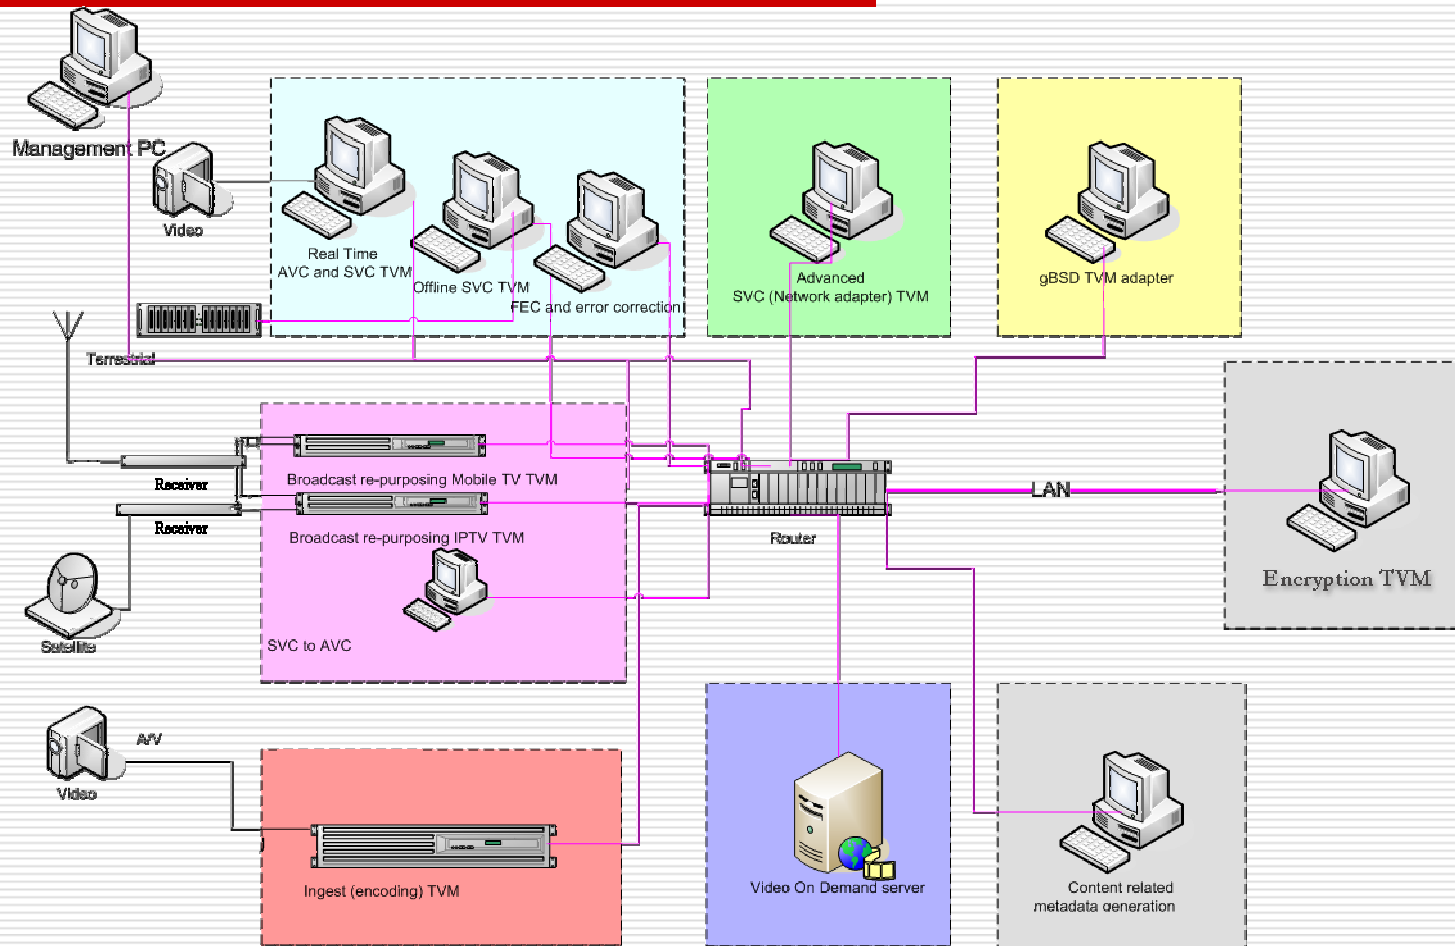 Management PC
Video
Real Time
AVC and SVC TVM
Offline SVC TVM
FEC and error correction
Advanced
SVC (Network adapter) TVM
gBSD TVM adapter
Terrestrial
Receiver
Receiver
Satellite
Broadcast re-purposing Mobile TV TVM
Broadcast re-purposing IPTV TVM
SVC to AVC
Router
LAN
Encryption TVM
A/V
Video
Ingest (encoding) TVM
Video On Demand server
Content related
metadata generation